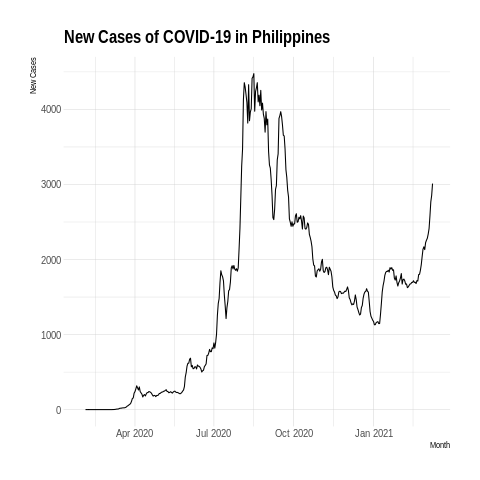 New Cases of COVID-19 in Philippines
New Cases
4000
3000
2000
1000
0
Apr 2020 Jul 2020 Oct 2020 Jan 2021
Month